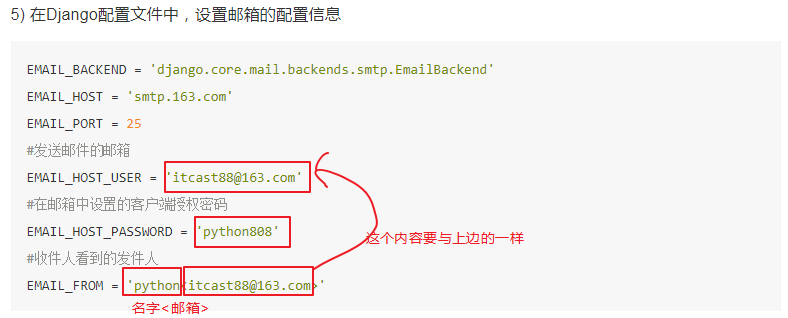 5) 在Django配置文件中，设置邮箱的配置信息
EMAIL_BACKEND = 'django.core.mail.backends.smtp.EmailBackend'
EMAIL_HOST = 'smtp.163.com'
EMAIL_PORT = 25
#发送邮件的邮箱
EMAIL_HOST_USER = 'itcast88@163.com'
#在邮箱中设置的客户端授权密码
EMAIL_HOST_PASSWORD = 'python808'
这个内容要与上边的一样
#收件人看到的发件人
EMAIL_FROM = 'python<itcast88@163.com>'
名字<邮箱>